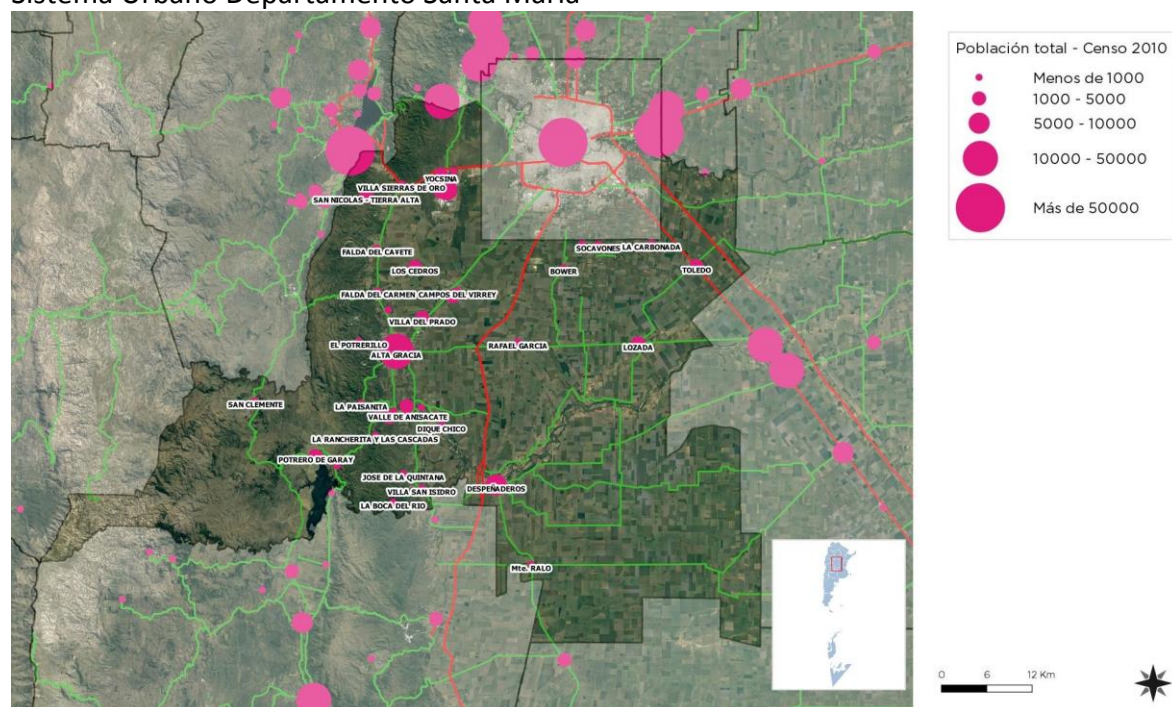 Sistema Urbano Departamento Santa María
Población total - Censo 2010
Menos de 1000
1000 - 5000
5000 - 10000
10000 - 50000
Más de 50000
YOCSINA
VILLA SIERRAS DE ORO
SAN NICOLAS - TIERRA ALTA
FALDA DEL CAÑETE
SOCAVONES
LA CARBONADA
LOS CEDROS
BOWER
TOLEDO
FALDA DEL CARMEN
CAMPOS DEL VIRREY
VILLA DEL PRADO
EL POTRERILLO
ALTA GRACIA
RAFAEL GARCIA
LOZADA
SAN CLEMENTE
LA PAISANITA
VALLE DE ANISACATE
DIQUE CHICO
LA RANCHERITA Y LAS CASCADAS
POTRERO DE GARAY
JOSE DE LA QUINTANA
VILLA SAN ISIDRO
DESPEÑADEROS
LA BOCA DEL RIO
Mte. RALO
0 6 12 Km